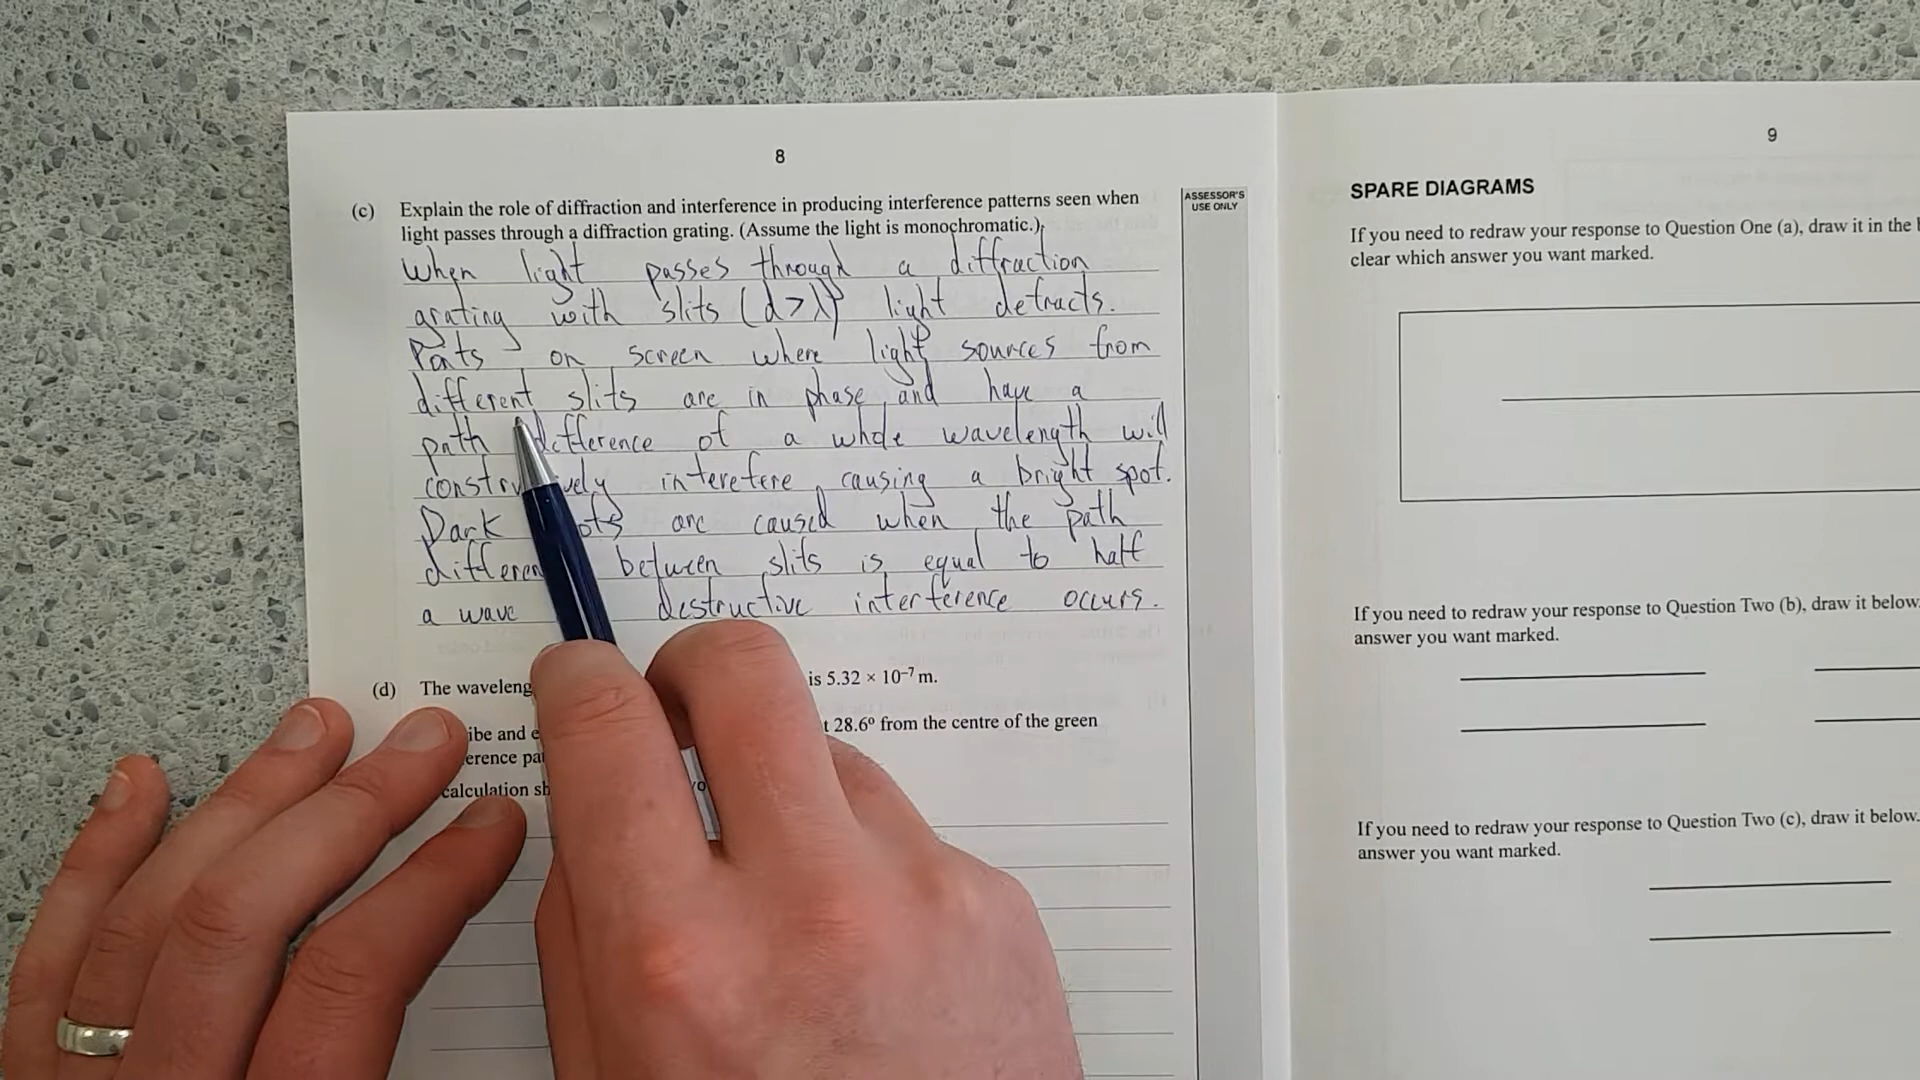 8
(c) Explain the role of diffraction and interference in producing interference patterns seen when
light passes through a diffraction grating. (Assume the light is monochromatic.)
When light passes through a diffraction
grating with slits (d>λ) light defracts.
Points on screen where light sources from
different slits are in phase and have a
path difference of a whole wavelength will
interefere, causing a bright spot.
Dark are caused when the path
between slits is equal to half
a wave destructive interference occurs.
(d) The is 5.32 × 10⁻⁷ m.
28.6° from the centre of the green
calculation
ASSESSOR'S
USE ONLY
9
SPARE DIAGRAMS
If you need to redraw your response to Question One (a), draw it in the
clear which answer you want marked.
If you need to redraw your response to Question Two (b), draw it below.
answer you want marked.
If you need to redraw your response to Question Two (c), draw it below.
answer you want marked.